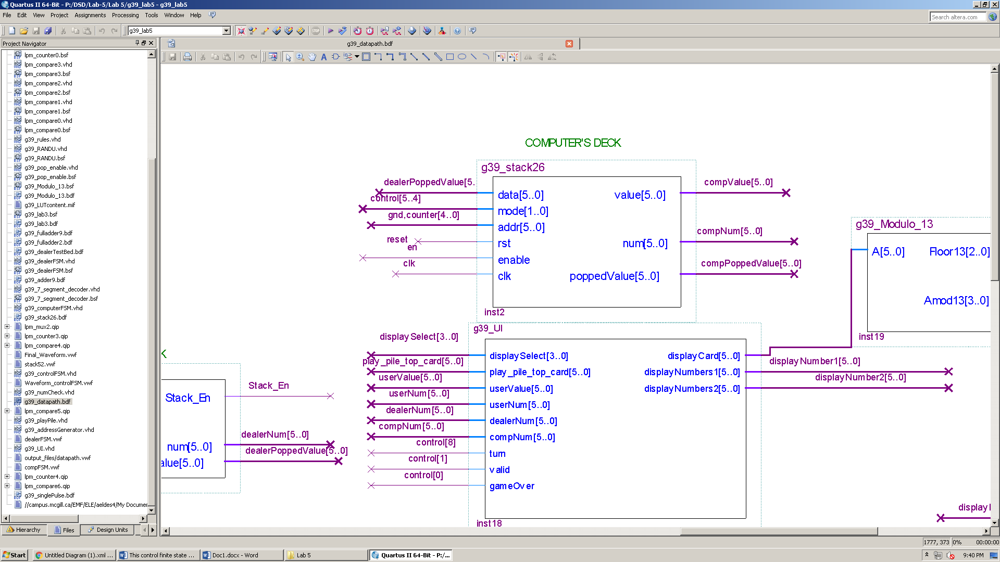 Quartus II 64-Bit - P:/DSD/Lab-5/Lab 5/g39_lab5 - g39_lab5
File Edit View Project Assignments Processing Tools Window Help
Search altera.com
g39_lab5
Project Navigator
g39_datapath.bdf
lpm_counter0.bsf
lpm_compare3.vhd
lpm_compare3.bsf
lpm_compare2.vhd
lpm_compare2.bsf
lpm_compare1.vhd
lpm_compare1.bsf
lpm_compare0.vhd
lpm_compare0.bsf
g39_rules.vhd
g39_RANDU.vhd
g39_RANDU.bsf
g39_pop_enable.vhd
g39_pop_enable.bsf
g39_Modulo_13.bsf
g39_Modulo_13.bdf
g39_LUTcontent.mif
g39_lab3.bsf
g39_lab3.bdf
g39_fulladder9.bdf
g39_fulladder2.bdf
g39_dealerTestBed.bdf
g39_dealerFSM.vhd
g39_dealerFSM.bsf
g39_adder9.bdf
g39_7_segment_decoder.vhd
g39_7_segment_decoder.bsf
g39_computerFSM.vhd
g39_stack26.bdf
lpm_mux2.qip
lpm_counter3.qip
lpm_compare4.qip
Final_Waveform.vwf
stack52.vwf
g39_controlFSM.vhd
Waveform_controlFSM.vwf
g39_numCheck.vhd
g39_datapath.bdf
lpm_compare5.qip
g39_playPile.vhd
g39_addressGenerator.vhd
dealerFSM.vwf
g39_UI.vhd
output_files/datapath.vwf
compFSM.vwf
lpm_counter4.qip
lpm_compare6.qip
g39_singlePulse.bdf
//campus.mcgill.ca/EMF/ELE/aeldes4/My Documer
Hierarchy Files Design Units
COMPUTER'S DECK
g39_stack26
dealerPoppedValue[5..
control[5..4]
gnd,counter[4..0]
reset
en
clk
data[5..0]
mode[1..0]
addr[5..0]
rst
enable
clk
value[5..0]
num[5..0]
poppedValue[5..0]
compValue[5..0]
compNum[5..0]
compPoppedValue[5..0]
inst2
g39_Modulo_13
A[5..0] Floor13[2..0]
Amod13[3..0]
inst19
K
Stack_En
Stack_En
num[5..0]
alue[5..0]
dealerNum[5..0]
dealerPoppedValue[5..0]
g39_UI
displaySelect[3..0]
play_pile_top_card[5..0]
userValue[5..0]
userNum[5..0]
dealerNum[5..0]
compNum[5..0]
control[8]
control[1]
control[0]
displaySelect[3..0]
play_pile_top_card[5..0]
userValue[5..0]
userNum[5..0]
dealerNum[5..0]
compNum[5..0]
turn
valid
gameOver
displayCard[5..0]
displayNumbers1[5..0]
displayNumbers2[5..0]
displayNumber1[5..0]
displayNumber2[5..0]
inst18
display
1777, 373 0% 00:00:00
Start
Untitled Diagram (1).xml ...
This control finite state ...
Doc1.docx - Word
Lab 5
Quartus II 64-Bit - P:/...
9:40 PM